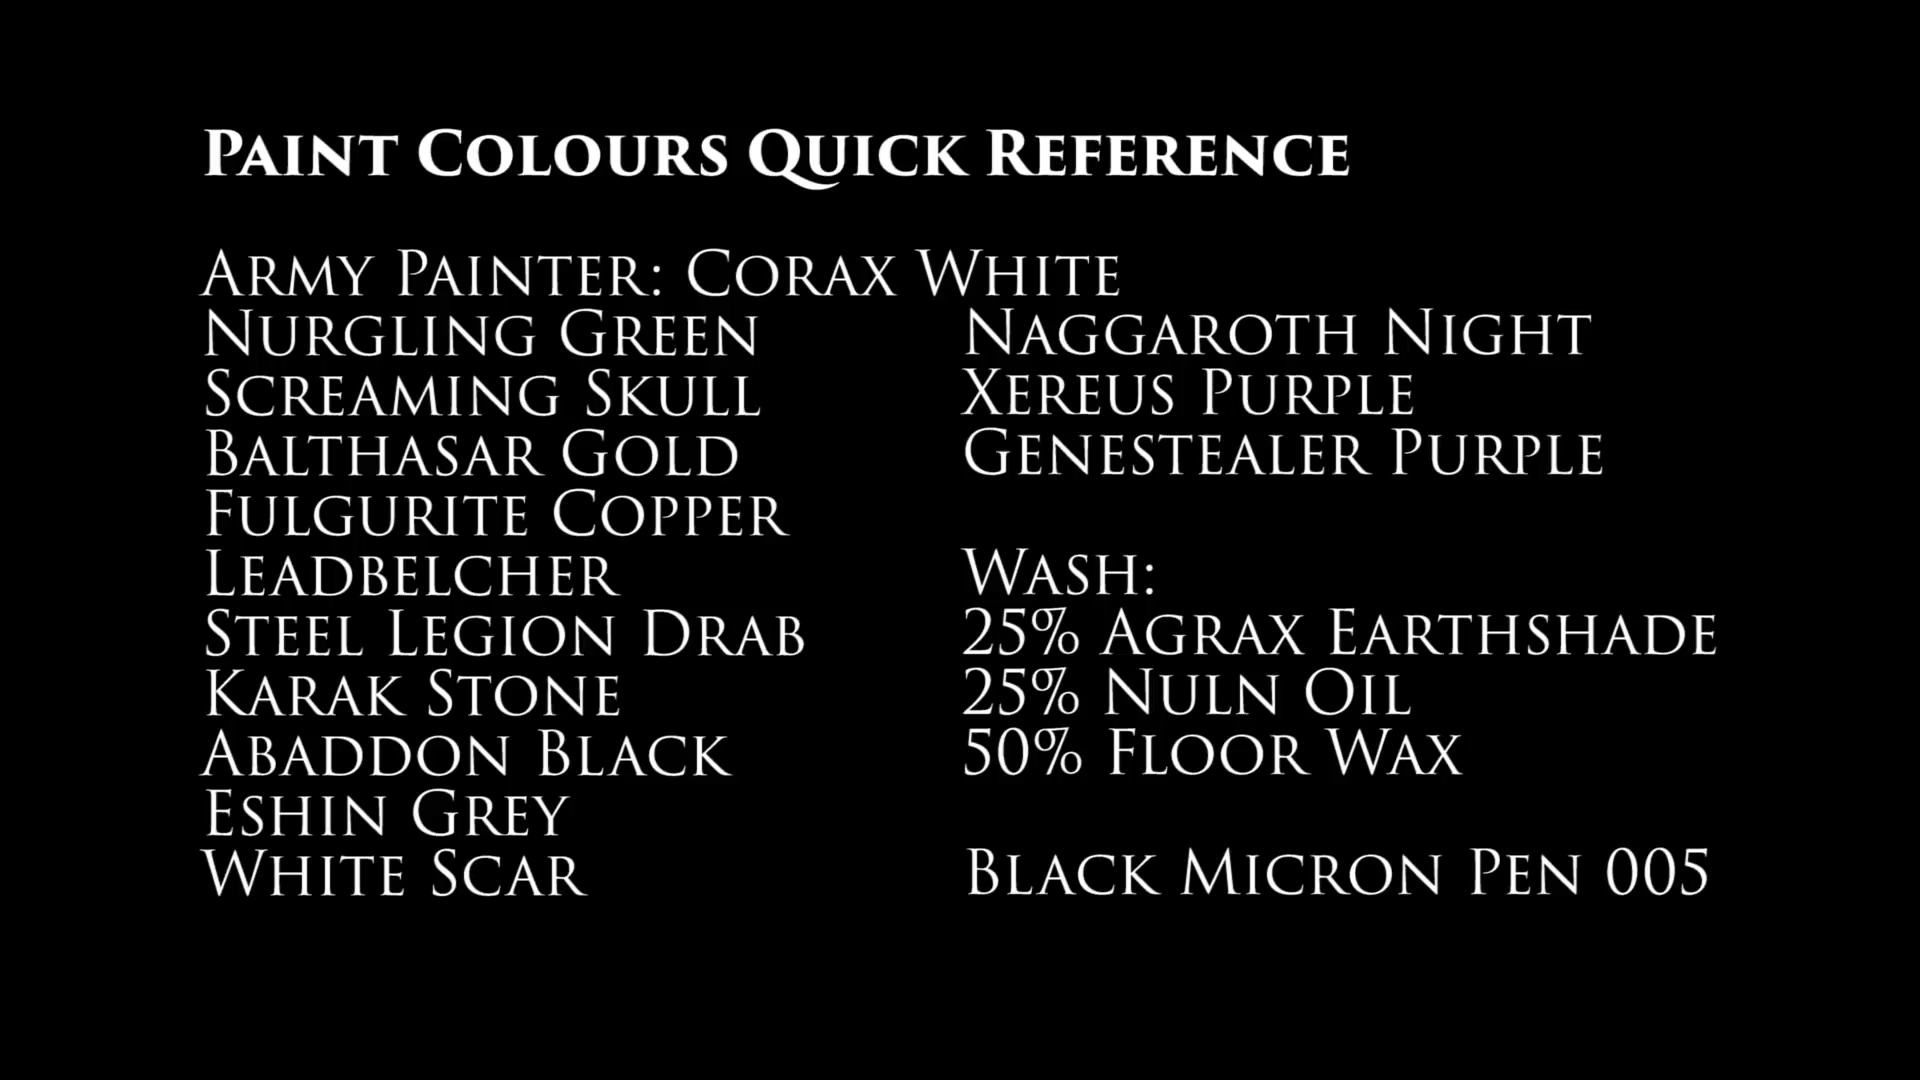 Paint Colours Quick Reference
Army Painter: Corax White
Nurgling Green
Screaming Skull
Balthasar Gold
Fulgurite Copper
Leadbelcher
Steel Legion Drab
Karak Stone
Abaddon Black
Eshin Grey
White Scar
Naggaroth Night
Xereus Purple
Genestealer Purple
Wash:
25% Agrax Earthshade
25% Nuln Oil
50% Floor Wax
Black Micron Pen 005